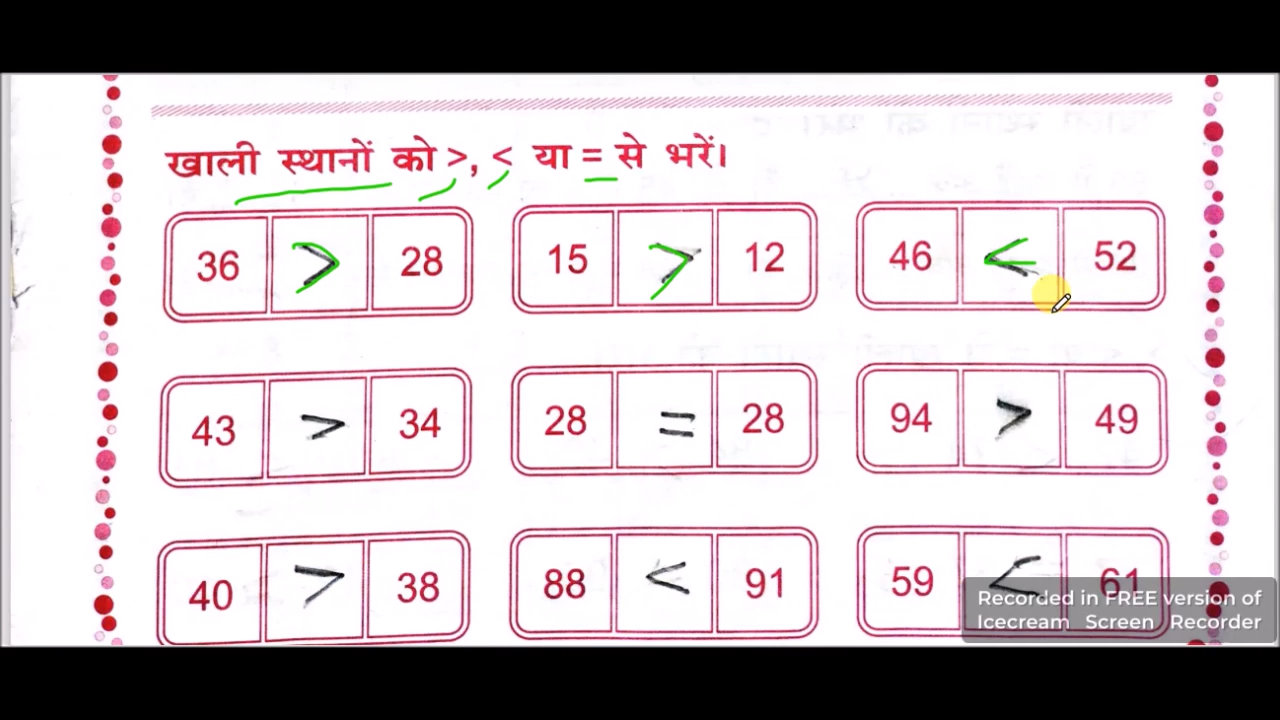 खाली स्थानों को >, < या = से भरें।
36 > 28 15 > 12 46 < 52
43 > 34 28 = 28 94 > 49
40 > 38 88 < 91 59 < 61
Recorded in FREE version of
Icecream Screen Recorder